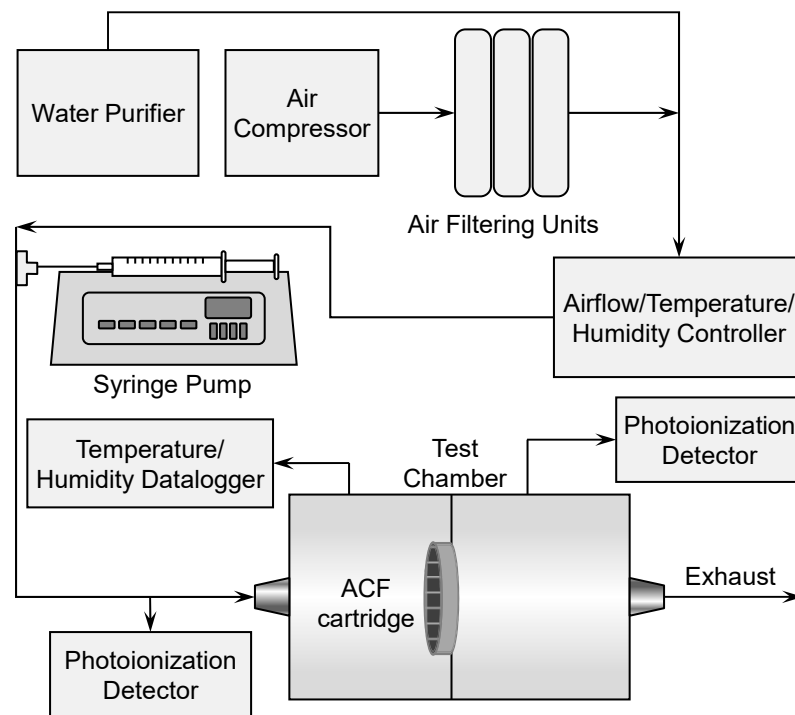 Water Purifier
Air
Compressor
Air Filtering Units
Airflow/Temperature/
Humidity Controller
Syringe Pump
Temperature/
Humidity Datalogger
Test
Chamber
Photoionization
Detector
ACF
cartridge
Exhaust
Photoionization
Detector